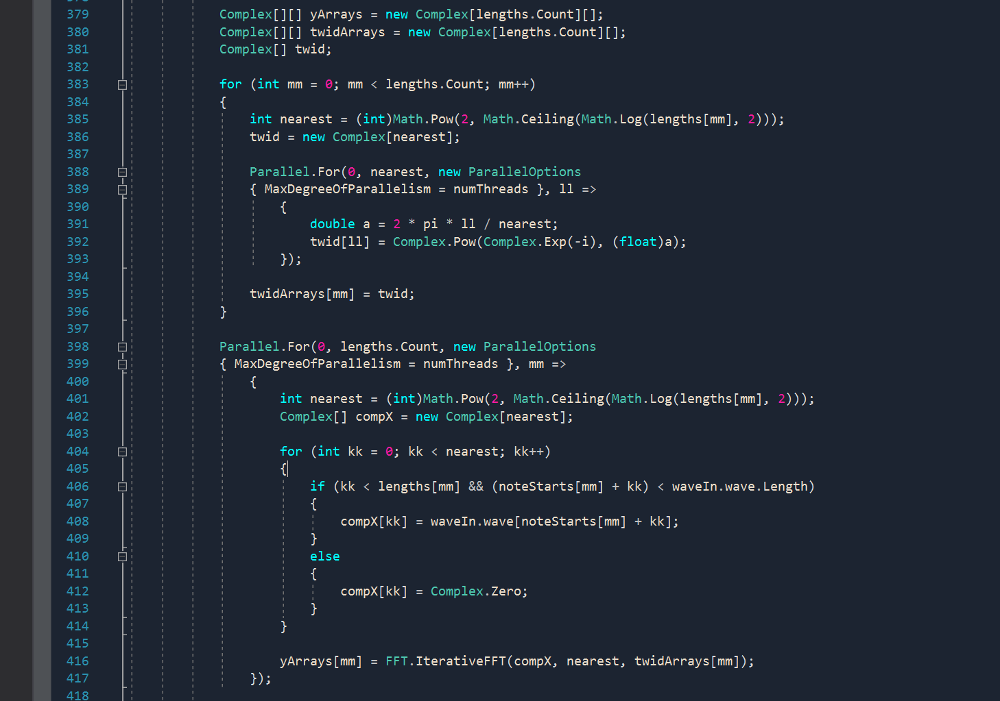 379 Complex[][] yArrays = new Complex[lengths.Count][];
380 Complex[][] twidArrays = new Complex[lengths.Count][];
381 Complex[] twid;
382
383 for (int mm = 0; mm < lengths.Count; mm++)
384 {
385 int nearest = (int)Math.Pow(2, Math.Ceiling(Math.Log(lengths[mm], 2)));
386 twid = new Complex[nearest];
387
388 Parallel.For(0, nearest, new ParallelOptions
389 { MaxDegreeOfParallelism = numThreads }, ll =>
390 {
391 double a = 2 * pi * ll / nearest;
392 twid[ll] = Complex.Pow(Complex.Exp(-i), (float)a);
393 });
394
395 twidArrays[mm] = twid;
396 }
397
398 Parallel.For(0, lengths.Count, new ParallelOptions
399 { MaxDegreeOfParallelism = numThreads }, mm =>
400 {
401 int nearest = (int)Math.Pow(2, Math.Ceiling(Math.Log(lengths[mm], 2)));
402 Complex[] compX = new Complex[nearest];
403
404 for (int kk = 0; kk < nearest; kk++)
405 {
406 if (kk < lengths[mm] && (noteStarts[mm] + kk) < waveIn.wave.Length)
407 {
408 compX[kk] = waveIn.wave[noteStarts[mm] + kk];
409 }
410 else
411 {
412 compX[kk] = Complex.Zero;
413 }
414 }
415
416 yArrays[mm] = FFT.IterativeFFT(compX, nearest, twidArrays[mm]);
417 });
418